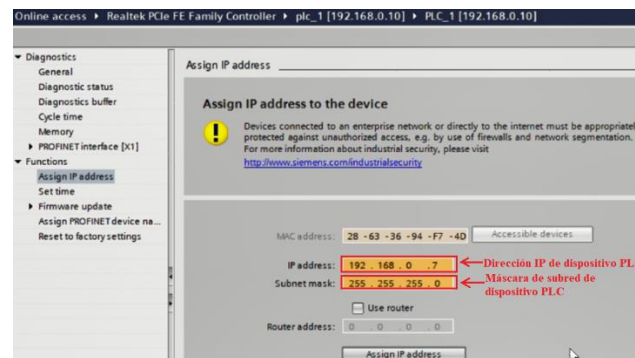 Online access ▸ Realtek PCIe FE Family Controller ▸ plc_1 [192.168.0.10] ▸ PLC_1 [192.168.0.10]
Diagnostics
General
Diagnostic status
Diagnostics buffer
Cycle time
Memory
PROFINET interface [X1]
Functions
Assign IP address
Set time
Firmware update
Assign PROFINET device na...
Reset to factory settings
Assign IP address
Assign IP address to the device
Devices connected to an enterprise network or directly to the internet must be appropriatel
protected against unauthorized access, e.g. by use of firewalls and network segmentation.
For more information about industrial security, please visit
http://www.siemens.com/industrialsecurity
MAC address: 28 -63 -36 -94 -F7 -4D Accessible devices
IP address: 192 . 168 . 0 .7 Dirección IP de dispositivo PL
Subnet mask: 255 . 255 . 255 . 0 Máscara de subred de
dispositivo PLC
Use router
Router address: 0 . 0 . 0 . 0
Assign IP address